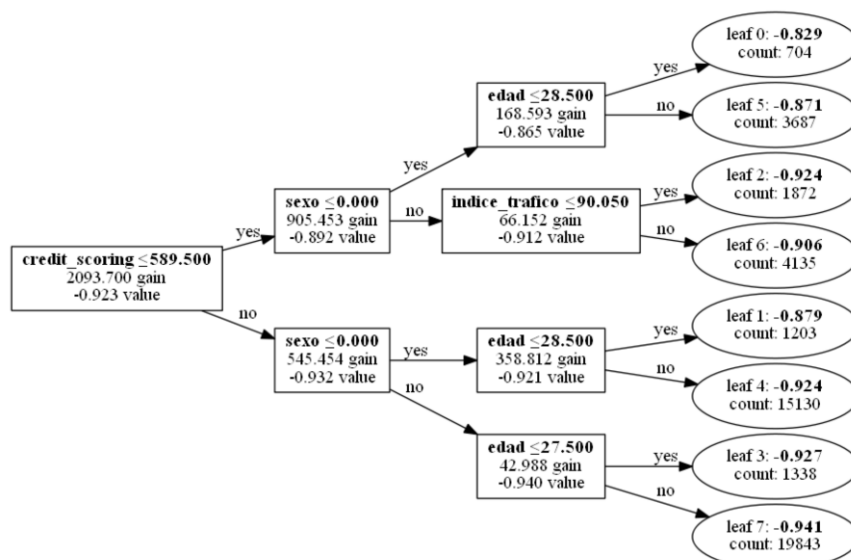 credit_scoring ≤589.500
2093.700 gain
-0.923 value
yes
no
sexo ≤0.000
905.453 gain
-0.892 value
yes
no
edad ≤28.500
168.593 gain
-0.865 value
yes
no
leaf 0: -0.829
count: 704
leaf 5: -0.871
count: 3687
indice_trafico ≤90.050
66.152 gain
-0.912 value
yes
no
leaf 2: -0.924
count: 1872
leaf 6: -0.906
count: 4135
sexo ≤0.000
545.454 gain
-0.932 value
yes
no
edad ≤28.500
358.812 gain
-0.921 value
yes
no
leaf 1: -0.879
count: 1203
leaf 4: -0.924
count: 15130
edad ≤27.500
42.988 gain
-0.940 value
yes
no
leaf 3: -0.927
count: 1338
leaf 7: -0.941
count: 19843